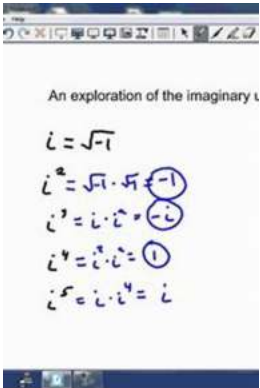 An exploration of the imaginary u
i = √-1
i² = √-1 · √-1 = -1
i³ = i · i² = -i
i⁴ = i² · i² = 1
i⁵ = i · i⁴ = i